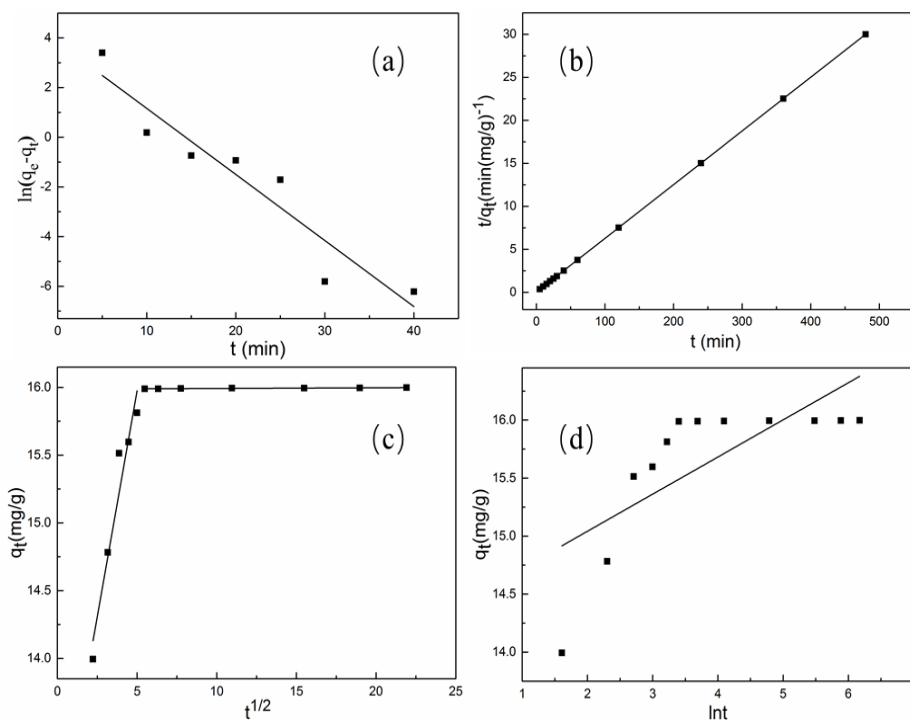 4
2
0
-2
-4
-6
0 10 20 30 40
ln(qe-qt)
t (min)
(a)
30
25
20
15
10
5
0
0 100 200 300 400 500
t/qt(min(mg/g)-1
t (min)
(b)
16.0
15.5
15.0
14.5
14.0
0 5 10 15 20 25
qt(mg/g)
t1/2
(c)
16.0
15.5
15.0
14.5
14.0
1 2 3 4 5 6
qt(mg/g)
lnt
(d)